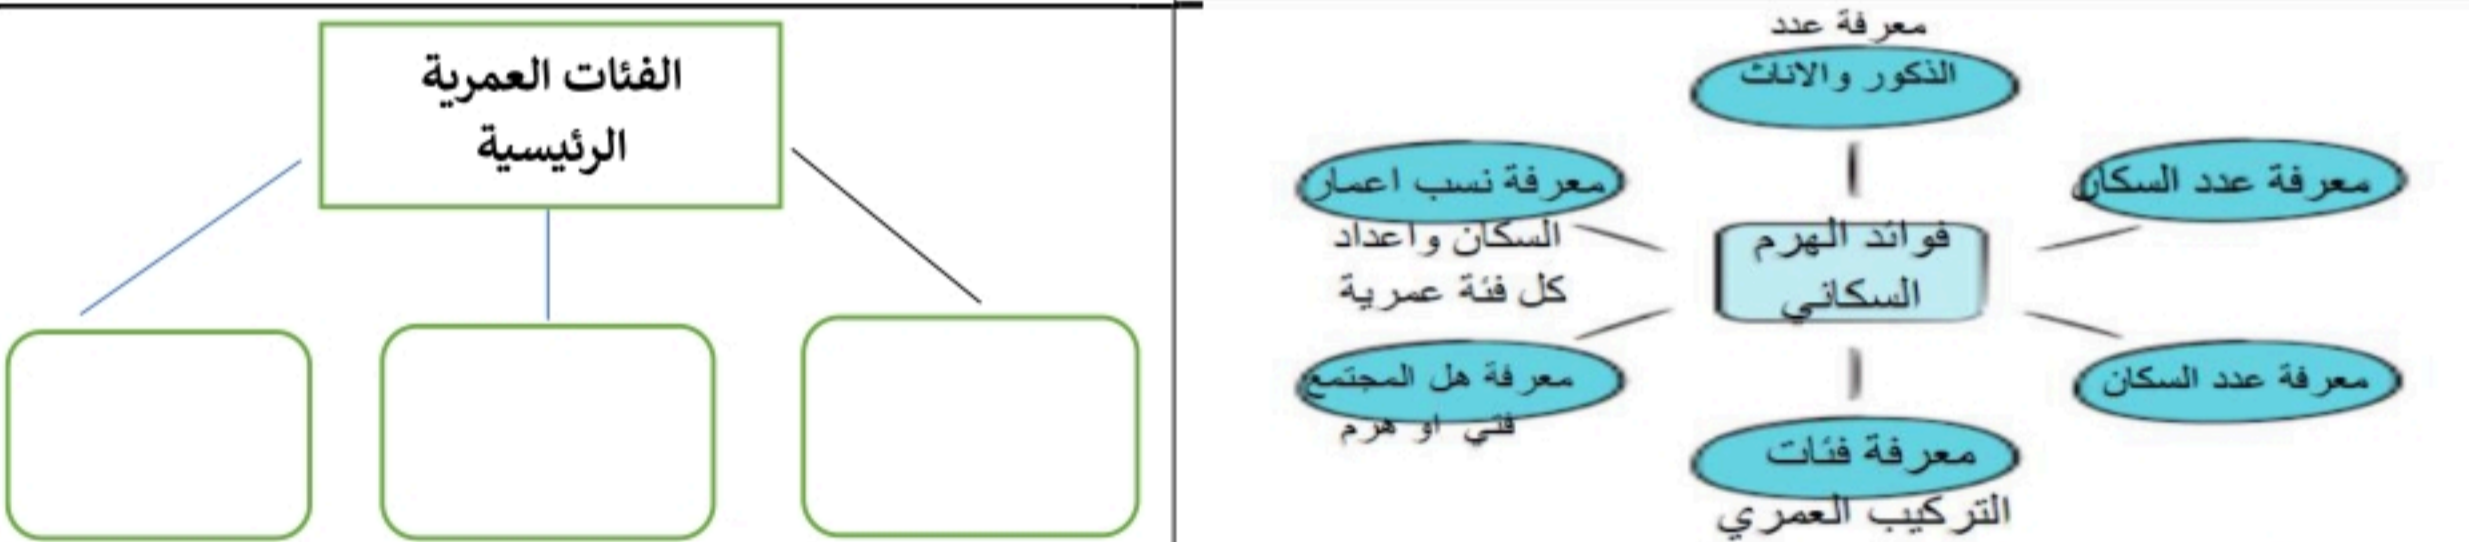 الفئات العمرية
الرئيسية
معرفة عدد
الذكور والاناث
معرفة عدد السكان
معرفة نسب اعمار
السكان واعداد
كل فئة عمرية
فوائد الهرم
السكاني
معرفة عدد السكان
معرفة هل المجتمع
فتي او هرم
معرفة فئات
التركيب العمري